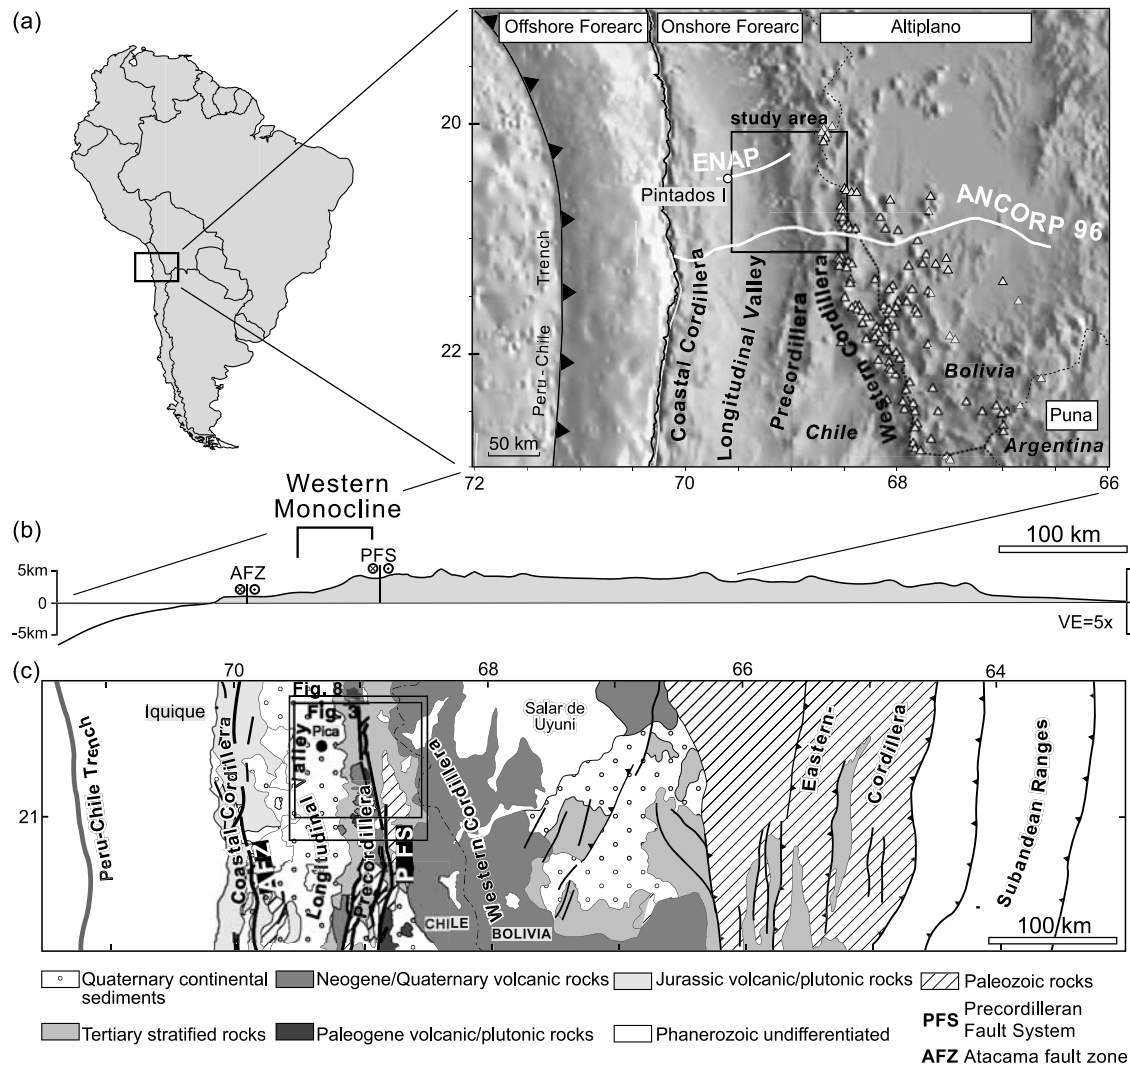 (a)
Offshore Forearc
Onshore Forearc
Altiplano
20
22
study area
ENAP
Pintados I
ANCORP 96
Peru-Chile Trench
Coastal Cordillera
Longitudinal Valley
Precordillera
Western Cordillera
Chile
Bolivia
Puna
Argentina
50 km
72
70
68
66
Western
Monocline
(b)
100 km
AFZ
PFS
5km
0
-5km
VE=5x
(c)
70
68
66
64
21
Fig. 8
Fig. 3
Iquique
Pica
Salar de
Uyuni
Peru-Chile Trench
Coastal-Cordillera
AFZ
Longitudinal Valley
Precordillera
PFS
Western Cordillera
CHILE
BOLIVIA
Eastern-
Cordillera
Subandean Ranges
100 km
Quaternary continental
sediments
Neogene/Quaternary volcanic rocks
Jurassic volcanic/plutonic rocks
Paleozoic rocks
Tertiary stratified rocks
Paleogene volcanic/plutonic rocks
Phanerozoic undifferentiated
PFS Precordilleran
Fault System
AFZ Atacama fault zone